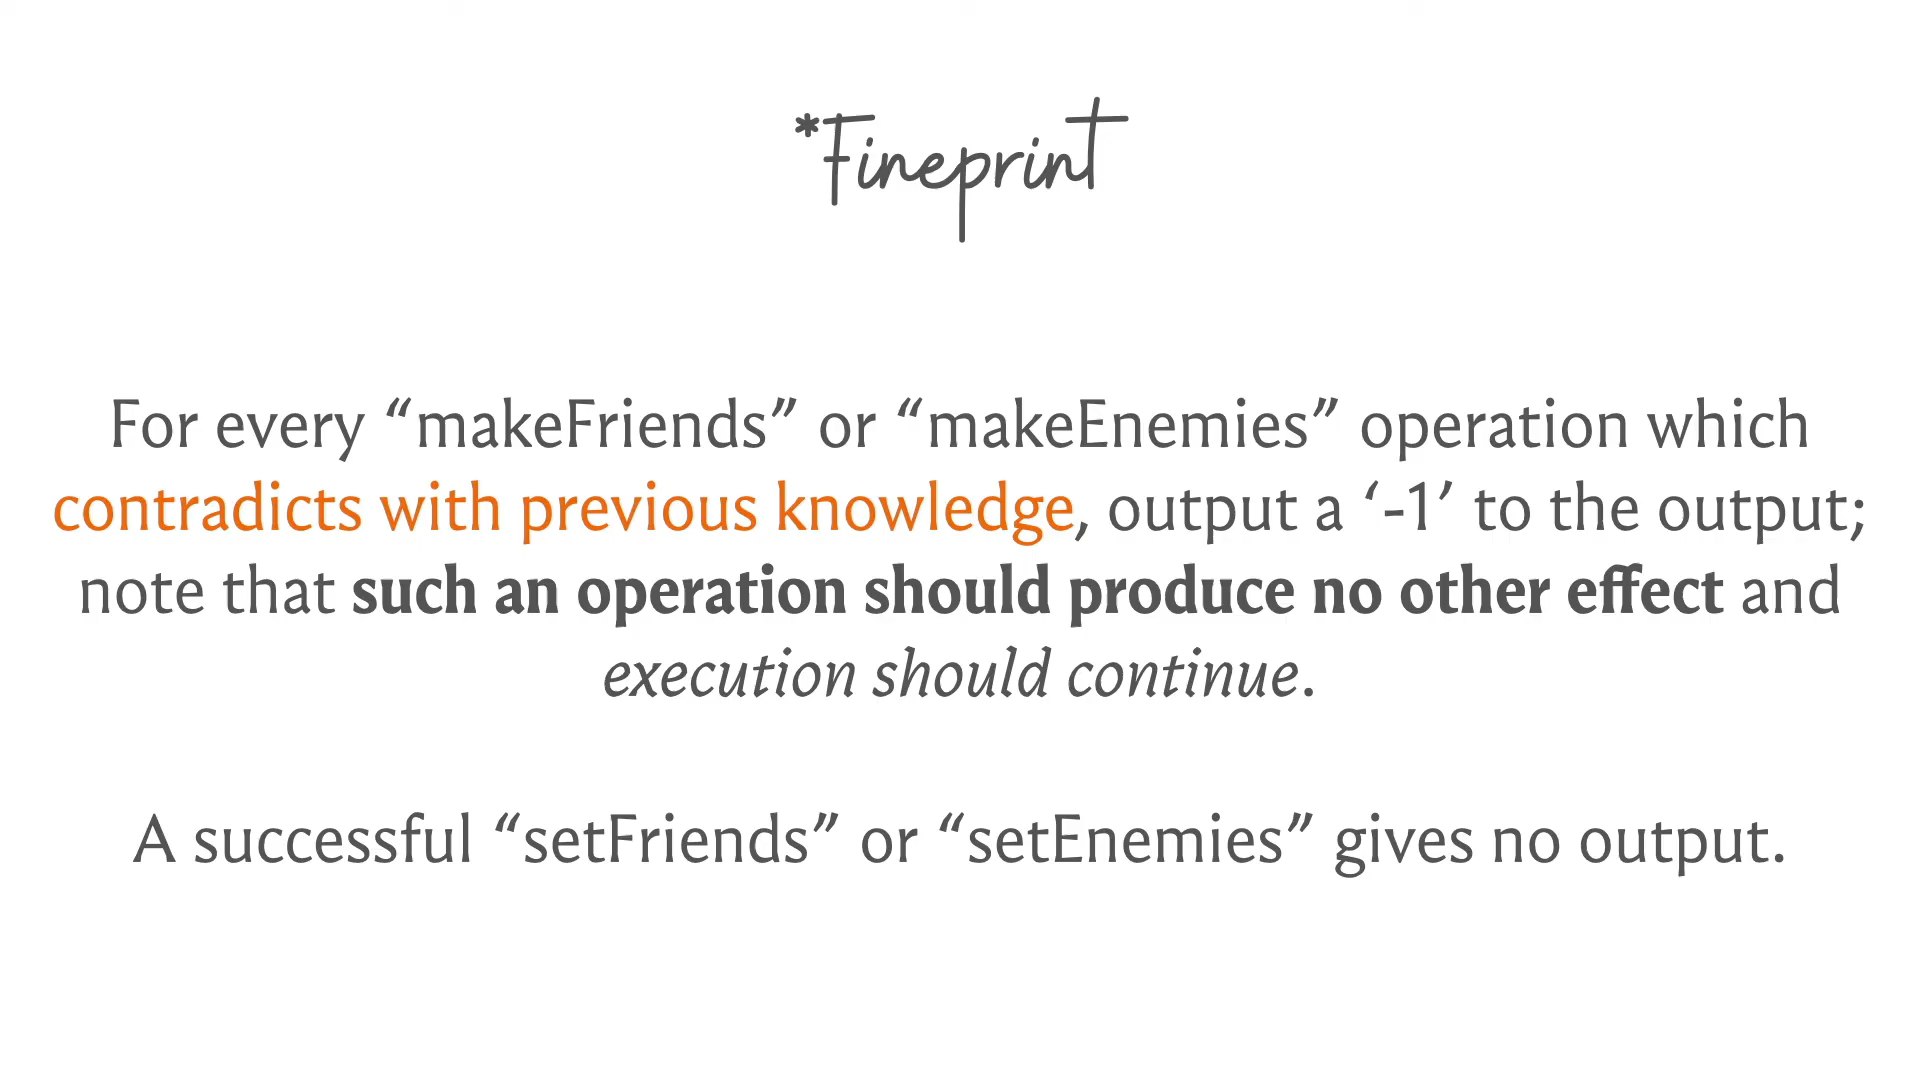 *Fineprint
For every “makeFriends” or “makeEnemies” operation which
contradicts with previous knowledge, output a ‘-1’ to the output;
note that such an operation should produce no other effect and
execution should continue.
A successful “setFriends” or “setEnemies” gives no output.